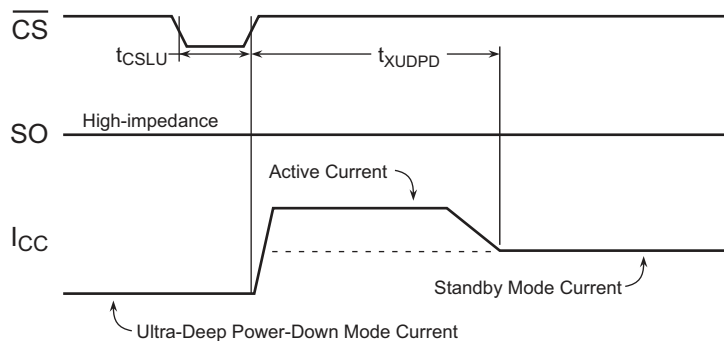 CS
tCSLU
tXUDPD
High-impedance
SO
Active Current
ICC
Standby Mode Current
Ultra-Deep Power-Down Mode Current